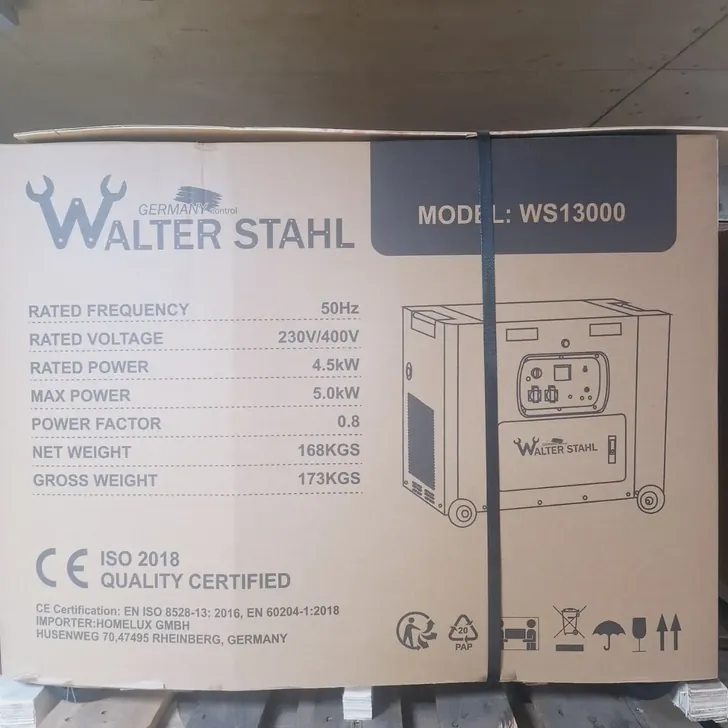 GERMANY control
WALTER STAHL
MODEL: WS13000
RATED FREQUENCY 50Hz
RATED VOLTAGE 230V/400V
RATED POWER 4.5kW
MAX POWER 5.0kW
POWER FACTOR 0.8
NET WEIGHT 168KGS
GROSS WEIGHT 173KGS
WALTER STAHL
CE ISO 2018
QUALITY CERTIFIED
CE Certification: EN ISO 8528-13: 2016, EN 60204-1:2018
IMPORTER:HOMELUX GMBH
HUSENWEG 70,47495 RHEINBERG, GERMANY
20
PAP